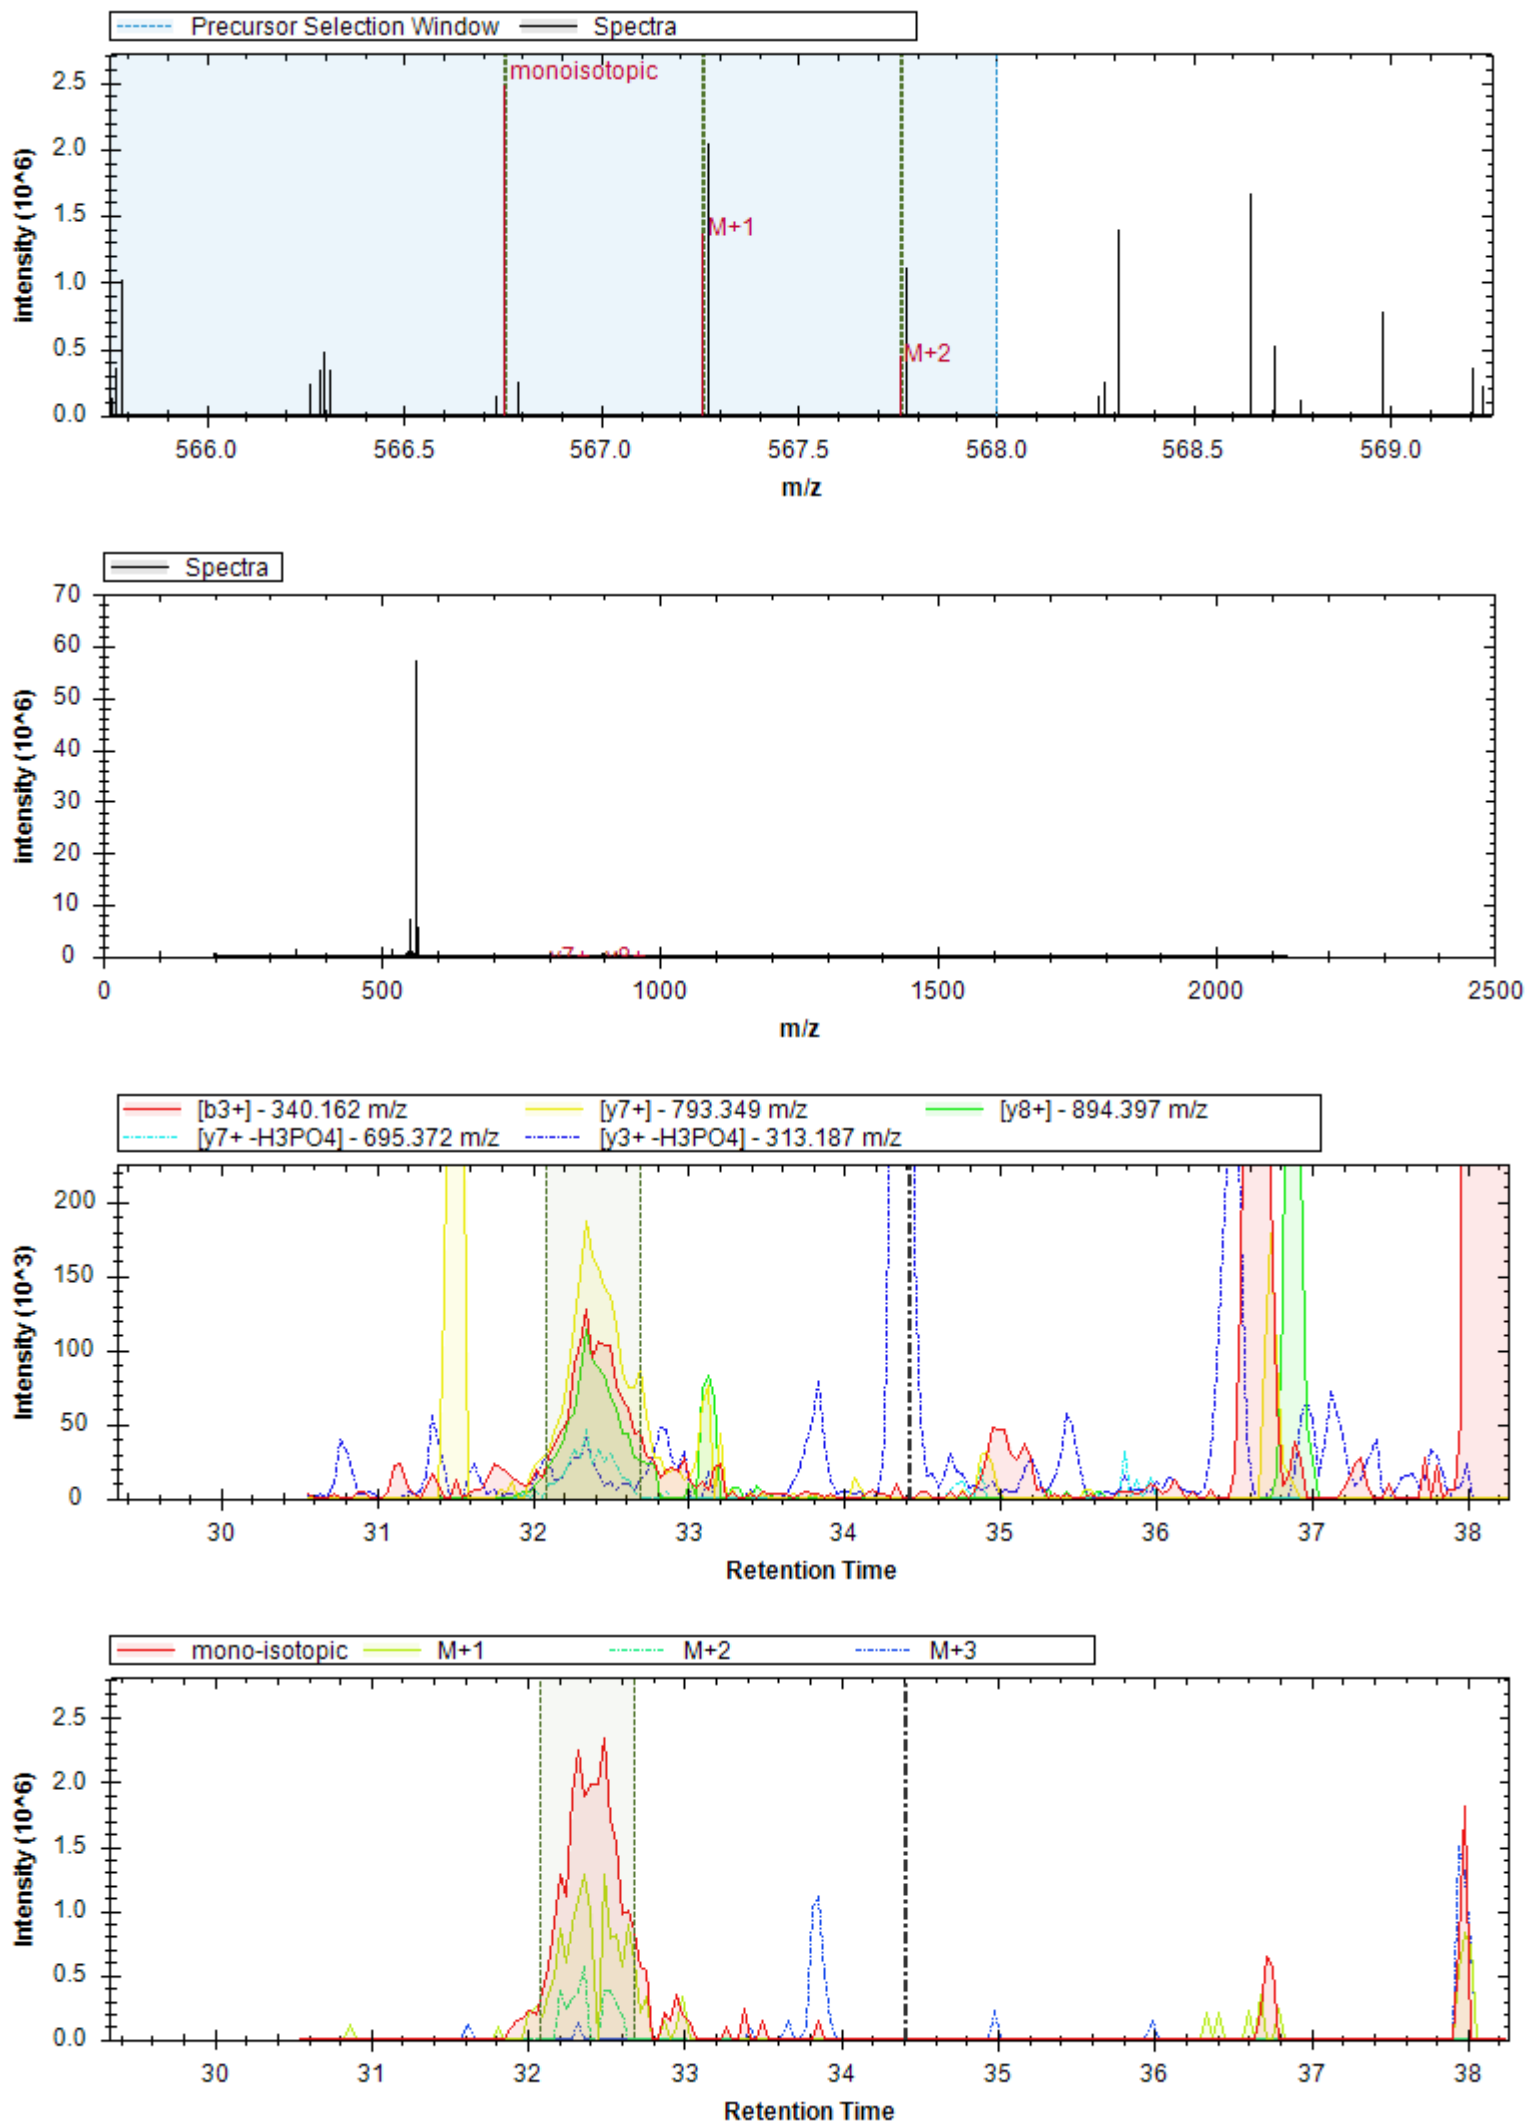 Precursor Selection Window Spectra
monoisotopic
M+1
M+2
2.5
2.0
1.5
1.0
0.5
0.0
intensity (10^6)
566.0 566.5 567.0 567.5 568.0 568.5 569.0
m/z
Spectra
70
60
50
40
30
20
10
0
intensity (10^6)
y7+ y8+
0 500 1000 1500 2000 2500
m/z
[b3+] - 340.162 m/z [y7+] - 793.349 m/z [y8+] - 894.397 m/z
[y7+ -H3PO4] - 695.372 m/z [y3+ -H3PO4] - 313.187 m/z
200
150
100
50
0
Intensity (10^3)
30 31 32 33 34 35 36 37 38
Retention Time
mono-isotopic M+1 M+2 M+3
2.5
2.0
1.5
1.0
0.5
0.0
Intensity (10^6)
30 31 32 33 34 35 36 37 38
Retention Time